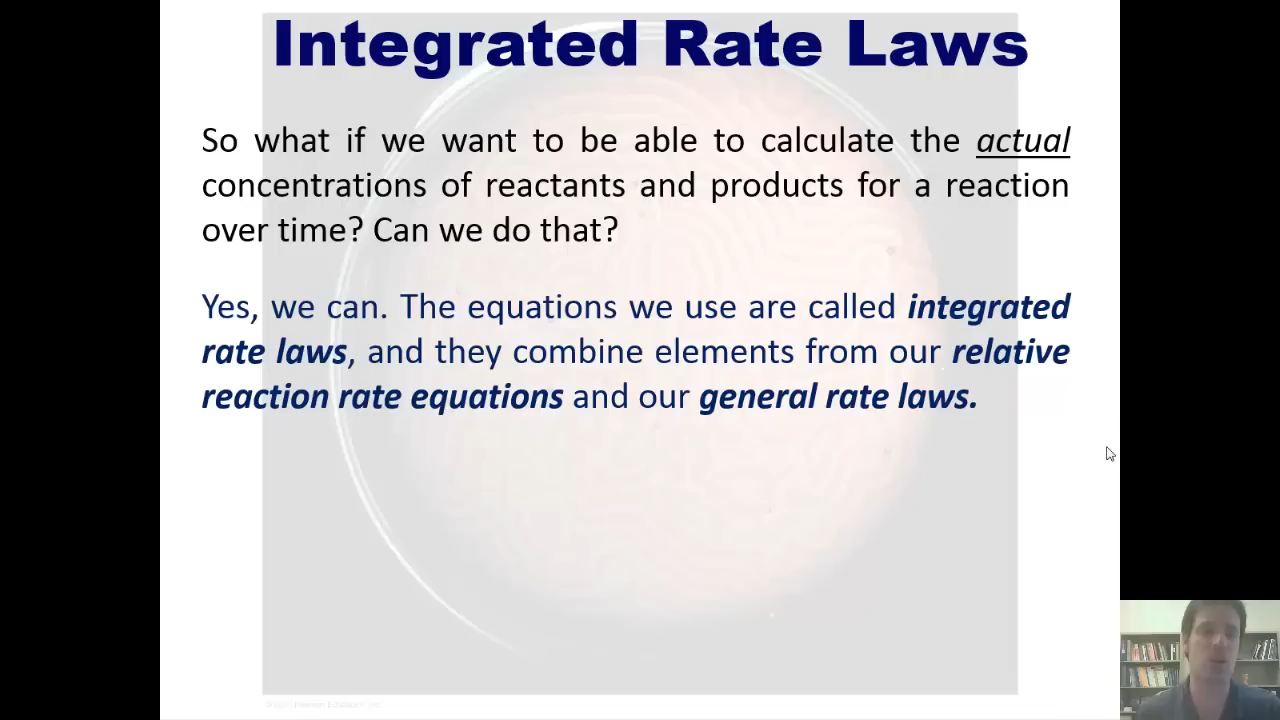 Integrated Rate Laws
So what if we want to be able to calculate the actual
concentrations of reactants and products for a reaction
over time? Can we do that?
Yes, we can. The equations we use are called integrated
rate laws, and they combine elements from our relative
reaction rate equations and our general rate laws.